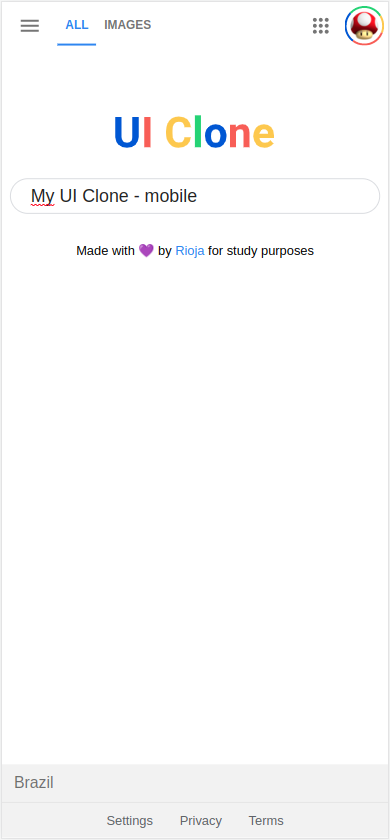 ALL IMAGES
UI Clone
My UI Clone - mobile
Made with 💜 by Rioja for study purposes
Brazil
Settings Privacy Terms